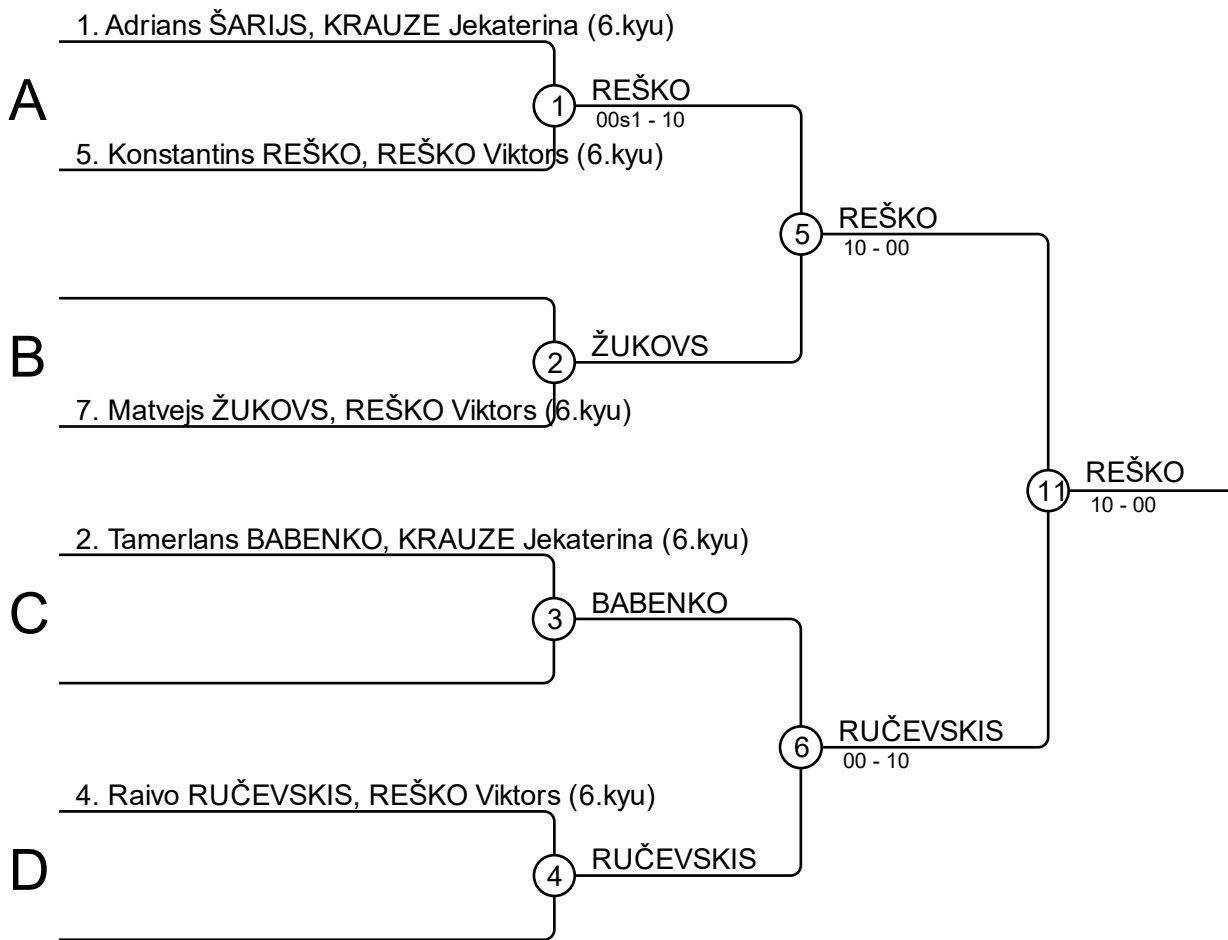 1. Adrians ŠARIJS, KRAUZE Jekaterina (6.kyu)
A
1
REŠKO
00s1 - 10
5. Konstantins REŠKO, REŠKO Viktors (6.kyu)
5
REŠKO
10 - 00
B
2
ŽUKOVS
7. Matvejs ŽUKOVS, REŠKO Viktors (6.kyu)
11
REŠKO
10 - 00
2. Tamerlans BABENKO, KRAUZE Jekaterina (6.kyu)
C
3
BABENKO
6
RUČEVSKIS
00 - 10
4. Raivo RUČEVSKIS, REŠKO Viktors (6.kyu)
D
4
RUČEVSKIS